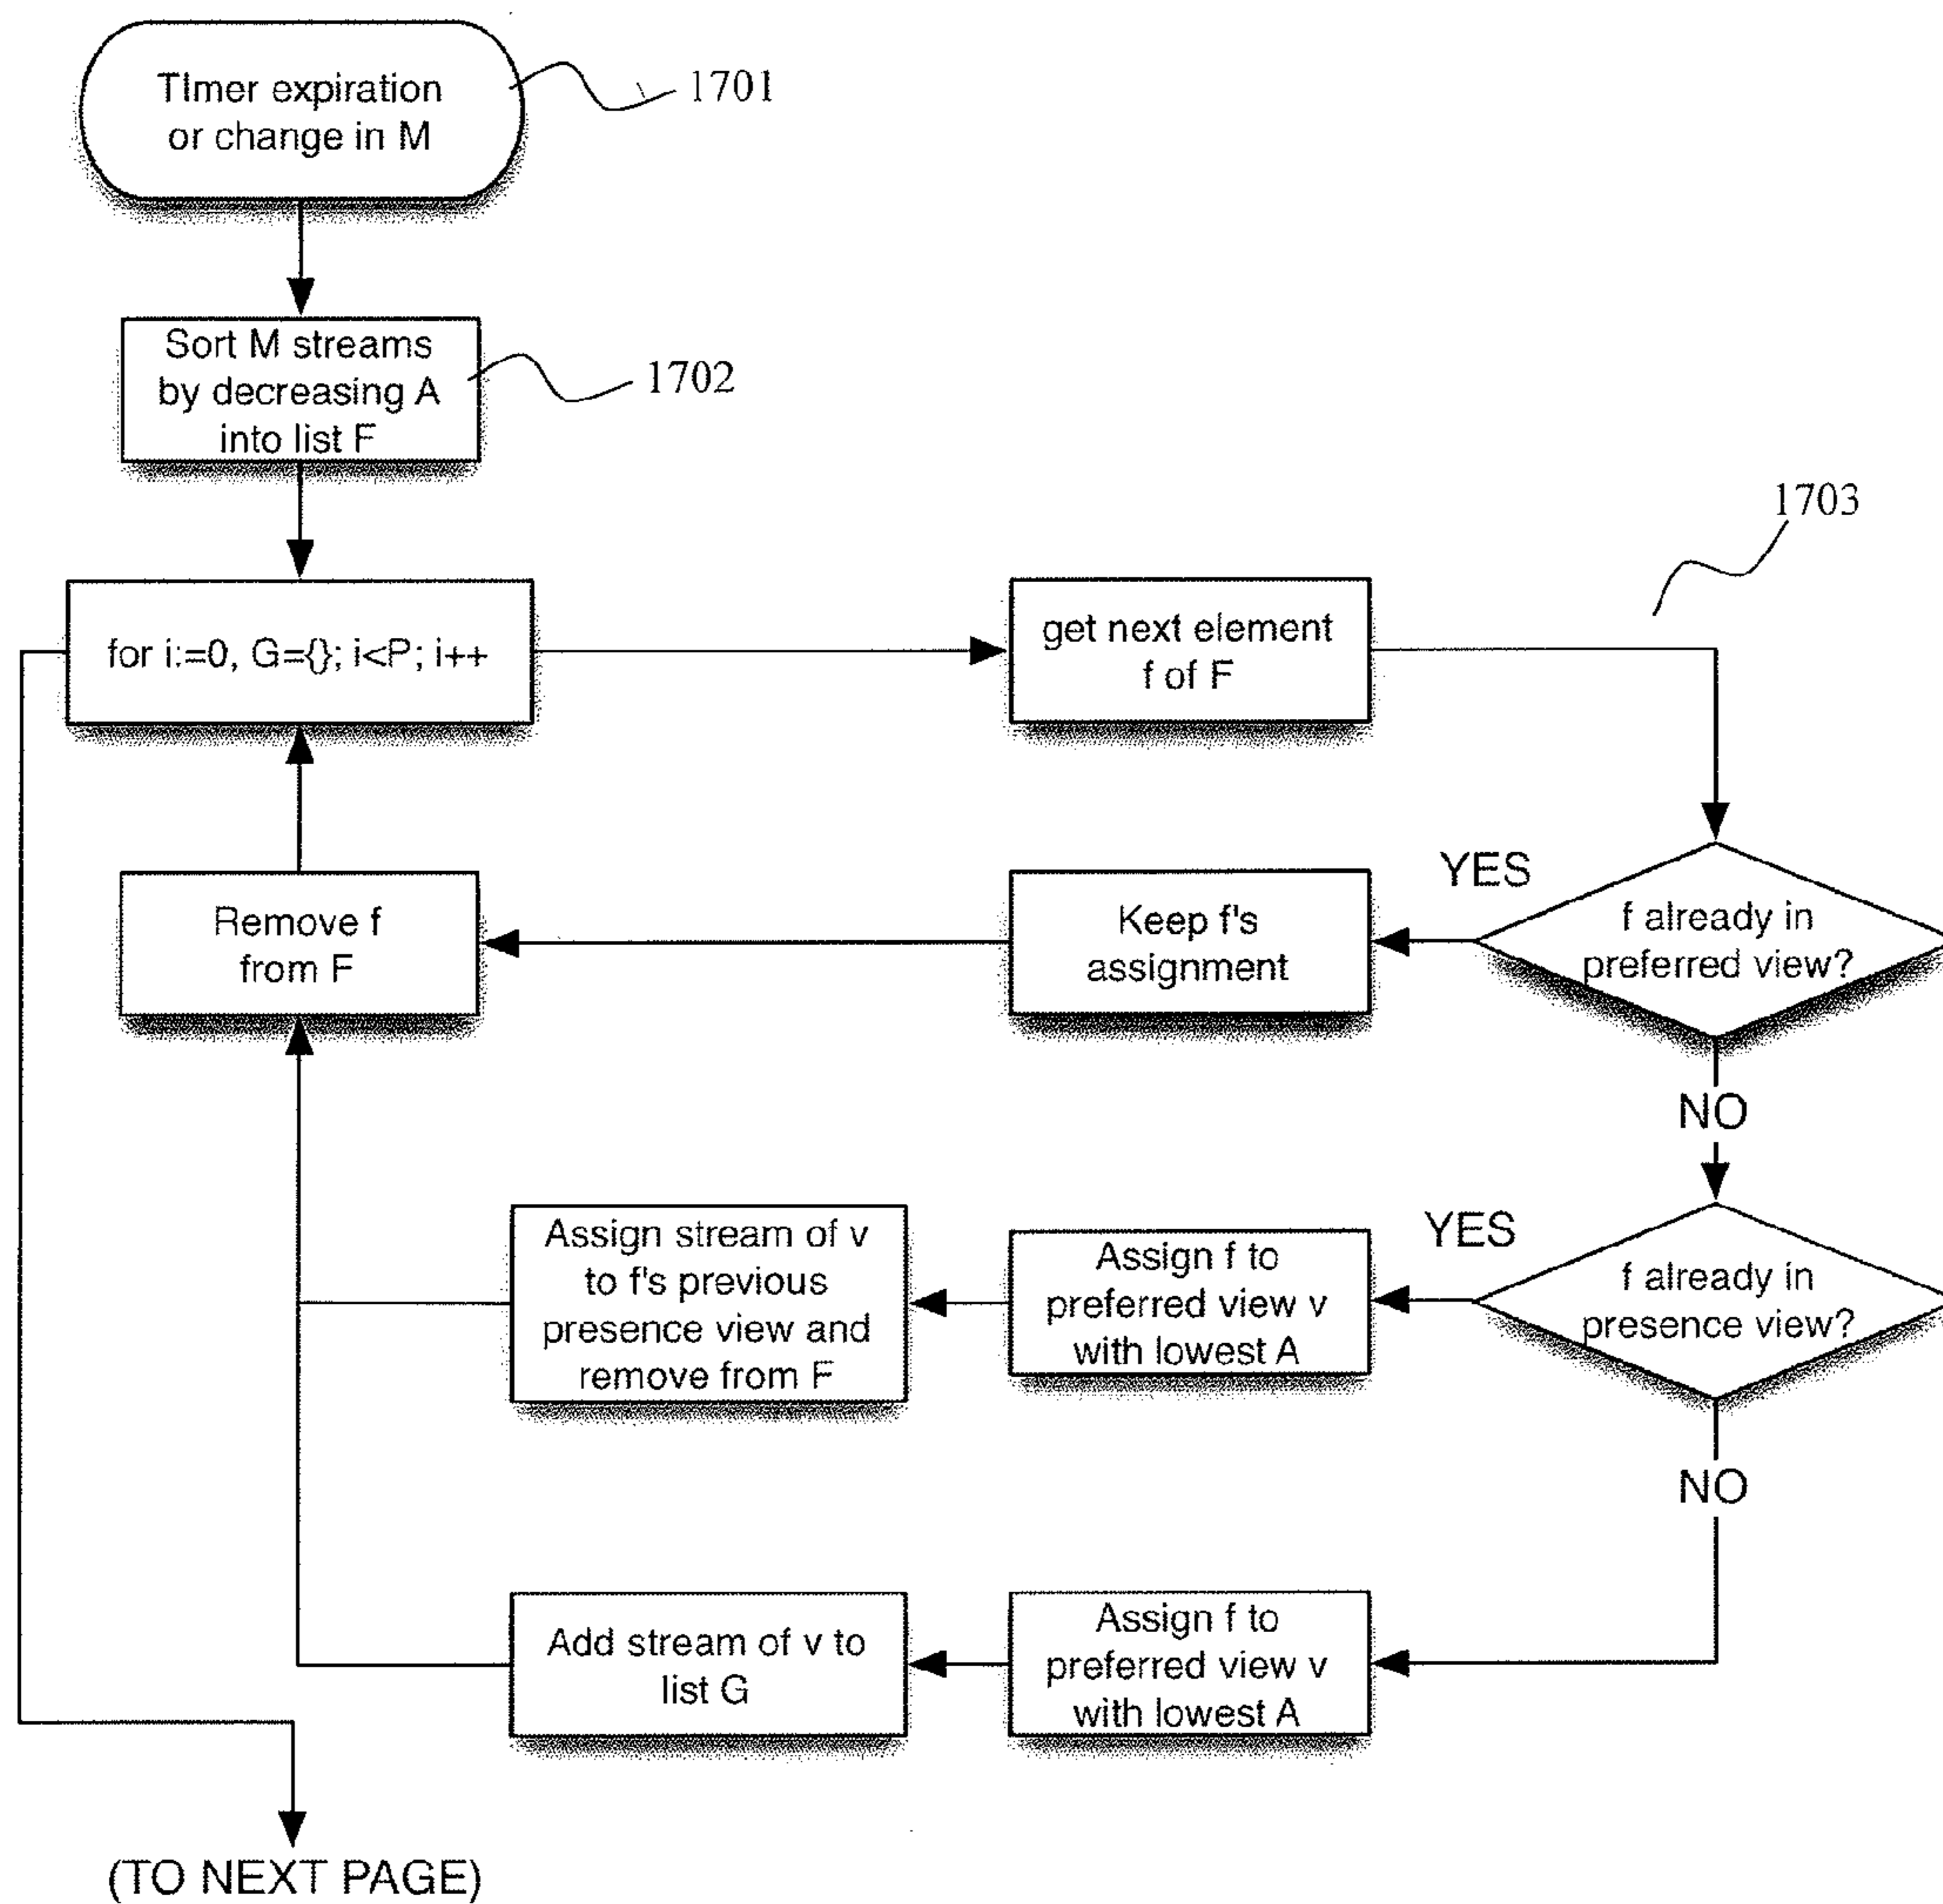 TImer expiration
or change in M
1701
Sort M streams
by decreasing A
into list F
1702
1703
for i:=0, G={}; i<P; i++
get next element
f of F
YES
f already in
preferred view?
Keep f's
assignment
Remove f
from F
NO
YES
f already in
presence view?
Assign f to
preferred view v
with lowest A
Assign stream of v
to f's previous
presence view and
remove from F
NO
Assign f to
preferred view v
with lowest A
Add stream of v to
list G
(TO NEXT PAGE)